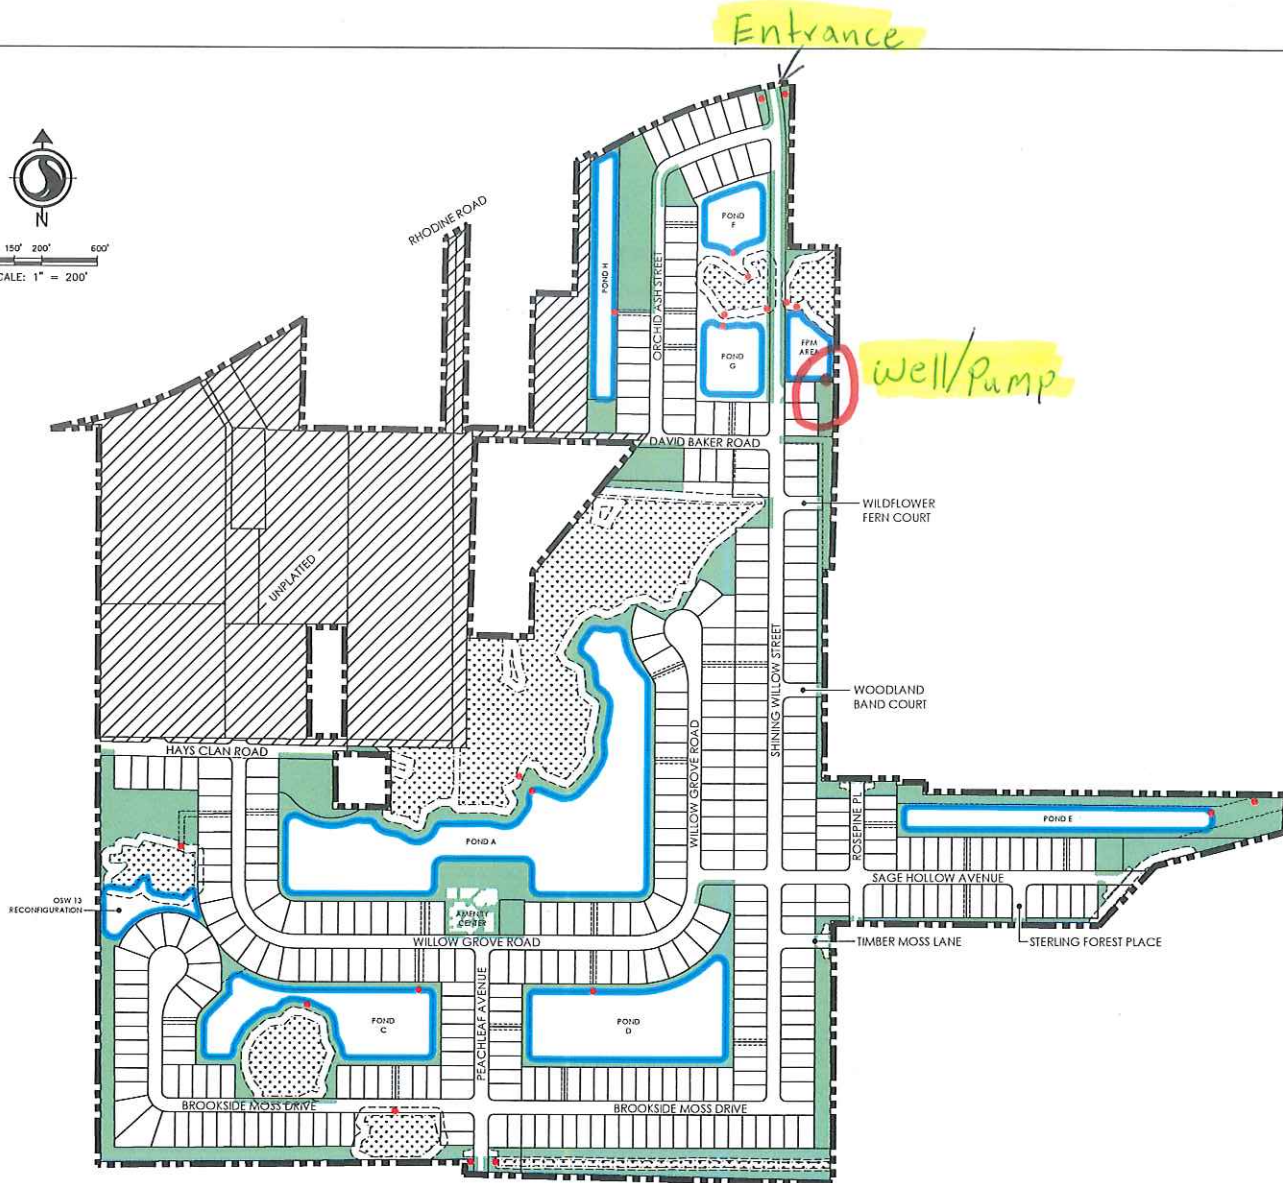 Entrance
N
150' 200' 600'
CALE: 1" = 200'
RHODINE ROAD
POND H
ORCHID ASH STREET
POND
F
POND
G
FPM
AREA
Well/Pump
DAVID BAKER ROAD
WILDFLOWER
FERN COURT
UNPLATTED
SHINING WILLOW STREET
WILLOW GROVE ROAD
WOODLAND
BAND COURT
HAYS CLAN ROAD
POND A
ROSEPINE PL
POND E
SAGE HOLLOW AVENUE
OSW 13
RECONFIGURATION
AMENITY
CENTER
WILLOW GROVE ROAD
TIMBER MOSS LANE
STERLING FOREST PLACE
PEACHLEAF AVENUE
POND
C
POND
D
BROOKSIDE MOSS DRIVE
BROOKSIDE MOSS DRIVE